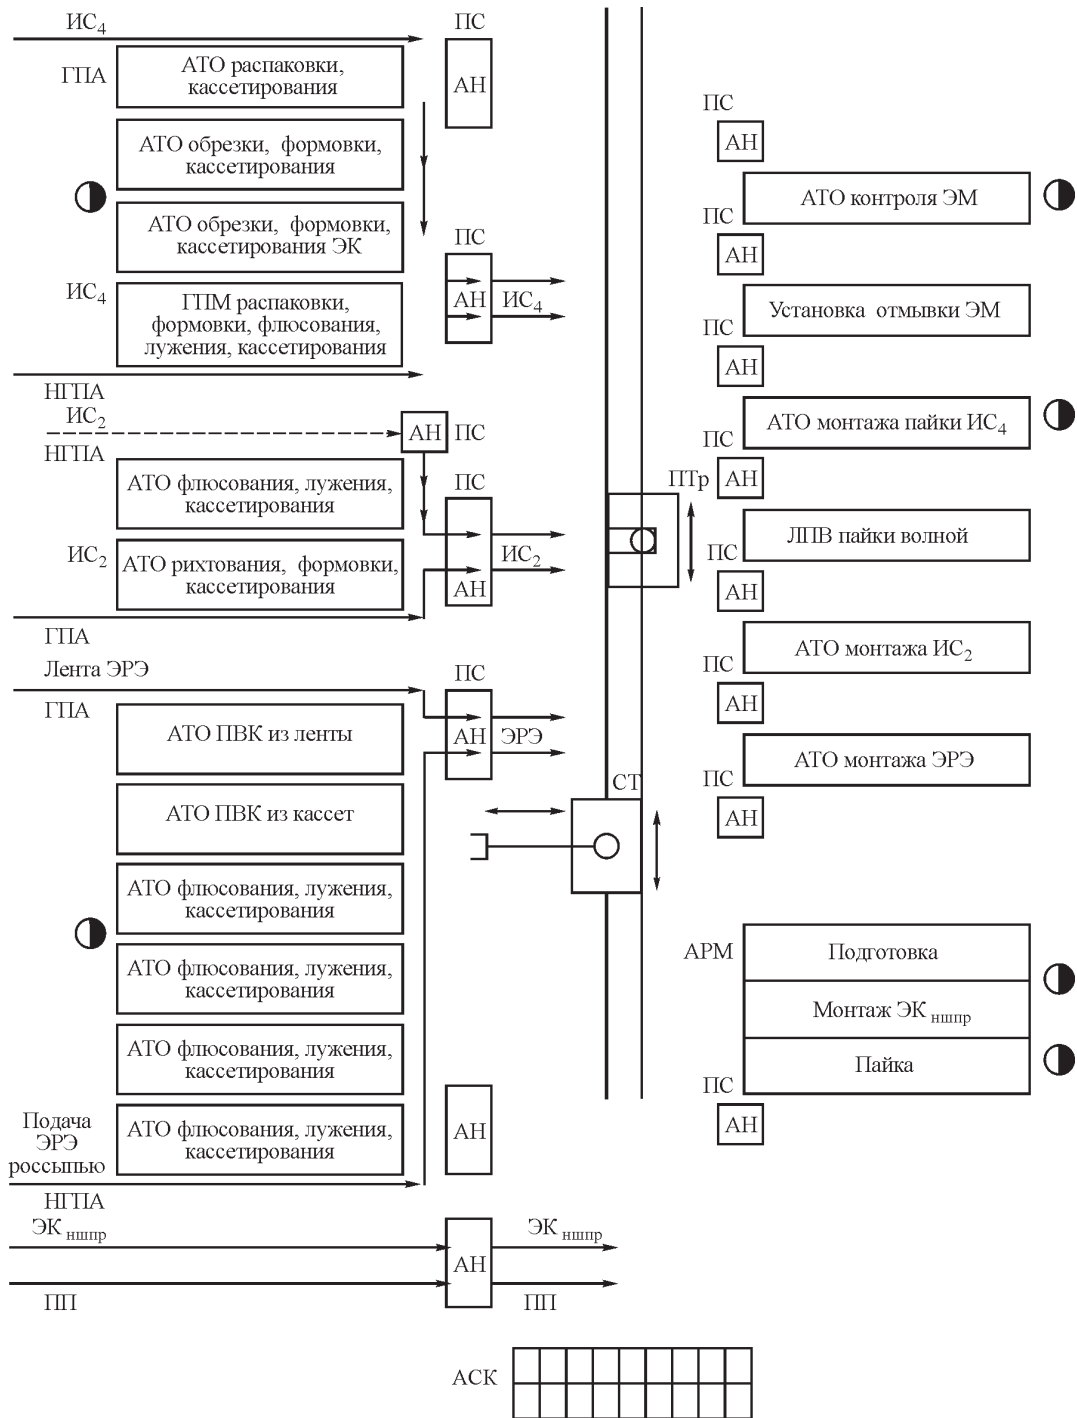 ИС4
ПС
ГПА
АТО распаковки,
кассетирования
АН
АТО обрезки, формовки,
кассетирования
АТО обрезки, формовки,
кассетирования ЭК
ПС
ИС4
ГПМ распаковки,
формовки, флюсования,
лужения, кассетирования
АН
ИС4
НГПА
ИС2
АН
ПС
НГПА
АТО флюсования, лужения,
кассетирования
ПС
ИС2
АТО рихтования, формовки,
кассетирования
АН
ИС2
ГПА
Лента ЭРЭ
ПС
ГПА
АТО ПВК из ленты
АН
ЭРЭ
АТО ПВК из кассет
АТО флюсования, лужения,
кассетирования
АТО флюсования, лужения,
кассетирования
АТО флюсования, лужения,
кассетирования
Подача
ЭРЭ
россыпью
АТО флюсования, лужения,
кассетирования
АН
НГПА
ЭК ншпр
АН
ЭК ншпр
ПП
ПП
ПТр
СТ
ПС
АН
АТО контроля ЭМ
ПС
АН
Установка отмывки ЭМ
ПС
АН
АТО монтажа пайки ИС4
ПС
АН
ЛПВ пайки волной
ПС
АН
АТО монтажа ИС2
ПС
АН
АТО монтажа ЭРЭ
ПС
АН
АРМ
Подготовка
Монтаж ЭК ншпр
Пайка
ПС
АН
АСК